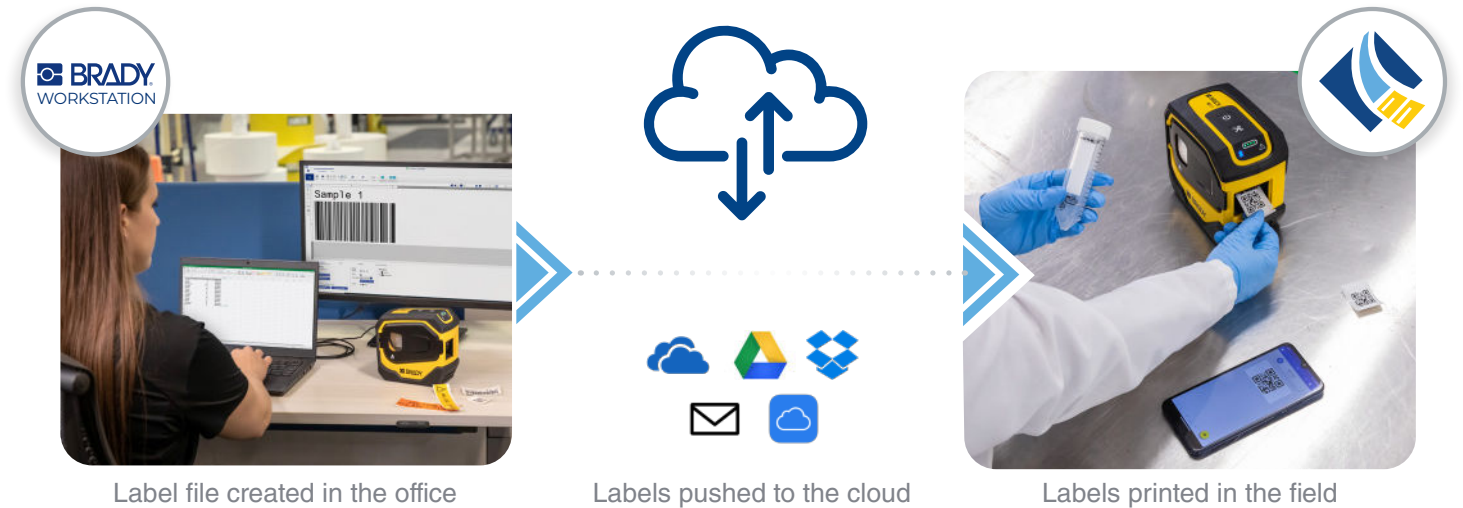 BRADY
WORKSTATION
Sample 1
BRADY
Label file created in the office
Labels pushed to the cloud
Labels printed in the field